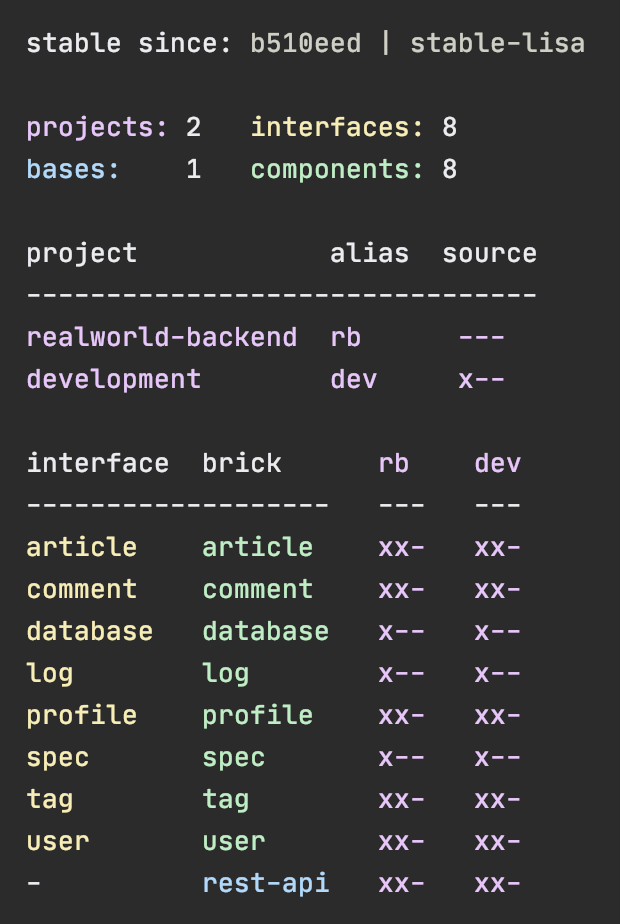 stable since: b510eed | stable-lisa
projects: 2   interfaces: 8
bases:    1   components: 8
project            alias  source
--------------------------------
realworld-backend  rb      ---
development        dev     x--
interface  brick      rb    dev
-------------------   ---   ---
article    article    xx-   xx-
comment    comment    xx-   xx-
database   database   x--   x--
log        log        x--   x--
profile    profile    xx-   xx-
spec       spec       x--   x--
tag        tag        xx-   xx-
user       user       xx-   xx-
-          rest-api   xx-   xx-